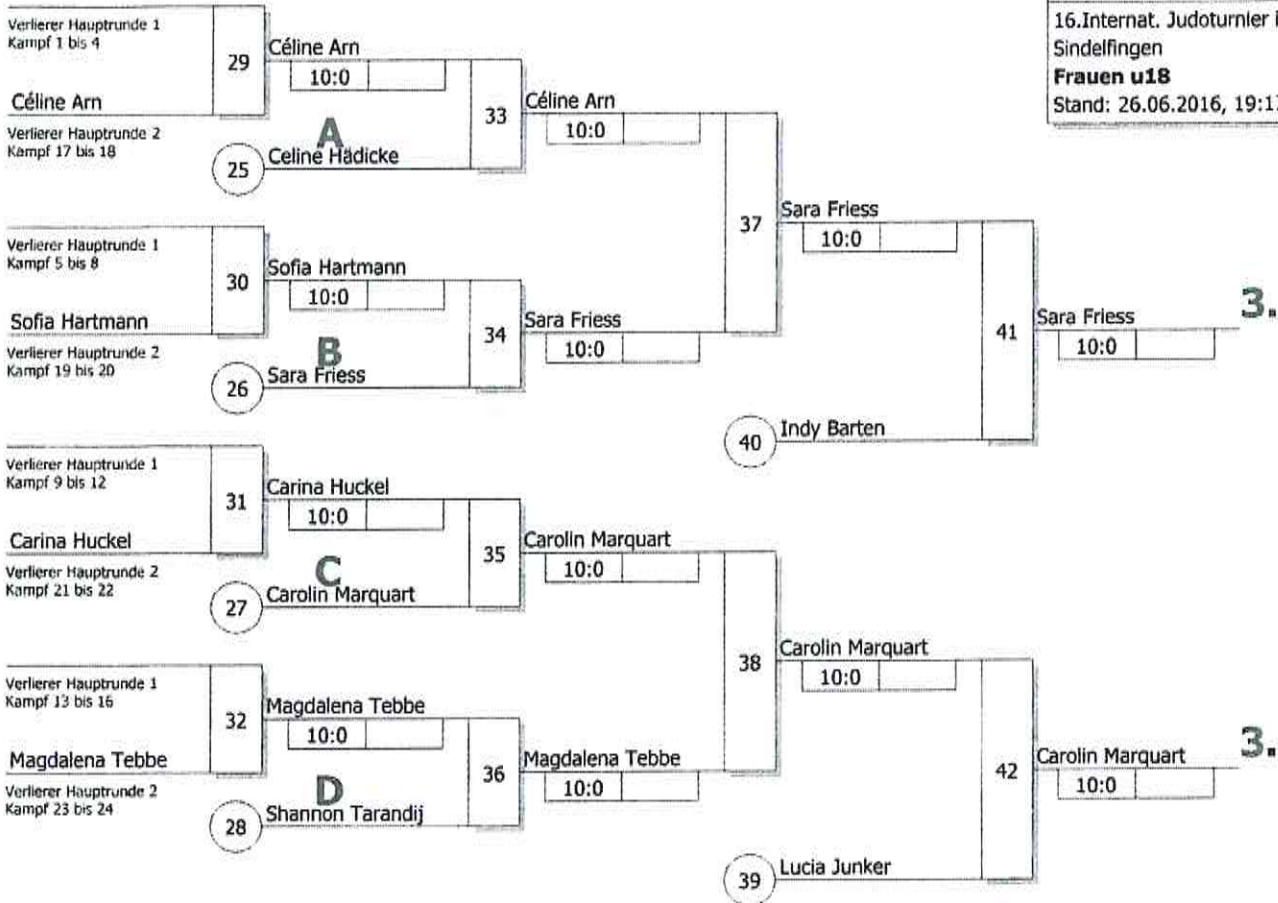 16.Internat. Judoturnier i
Sindelfingen
Frauen u18
Stand: 26.06.2016, 19:1
Verlierer Hauptrunde 1
Kampf 1 bis 4
29
Céline Arn
10:0
Céline Arn
Verlierer Hauptrunde 2
Kampf 17 bis 18
A
25
Celine Hädicke
33
Céline Arn
10:0
Verlierer Hauptrunde 1
Kampf 5 bis 8
30
Sofia Hartmann
10:0
Sofia Hartmann
Verlierer Hauptrunde 2
Kampf 19 bis 20
B
26
Sara Friess
34
Sara Friess
10:0
37
Sara Friess
10:0
40
Indy Barten
41
Sara Friess
10:0
3.
Verlierer Hauptrunde 1
Kampf 9 bis 12
31
Carina Huckel
10:0
Carina Huckel
Verlierer Hauptrunde 2
Kampf 21 bis 22
C
27
Carolin Marquart
35
Carolin Marquart
10:0
Verlierer Hauptrunde 1
Kampf 13 bis 16
32
Magdalena Tebbe
10:0
Magdalena Tebbe
Verlierer Hauptrunde 2
Kampf 23 bis 24
D
28
Shannon Tarandij
36
Magdalena Tebbe
10:0
38
Carolin Marquart
10:0
39
Lucia Junker
42
Carolin Marquart
10:0
3.